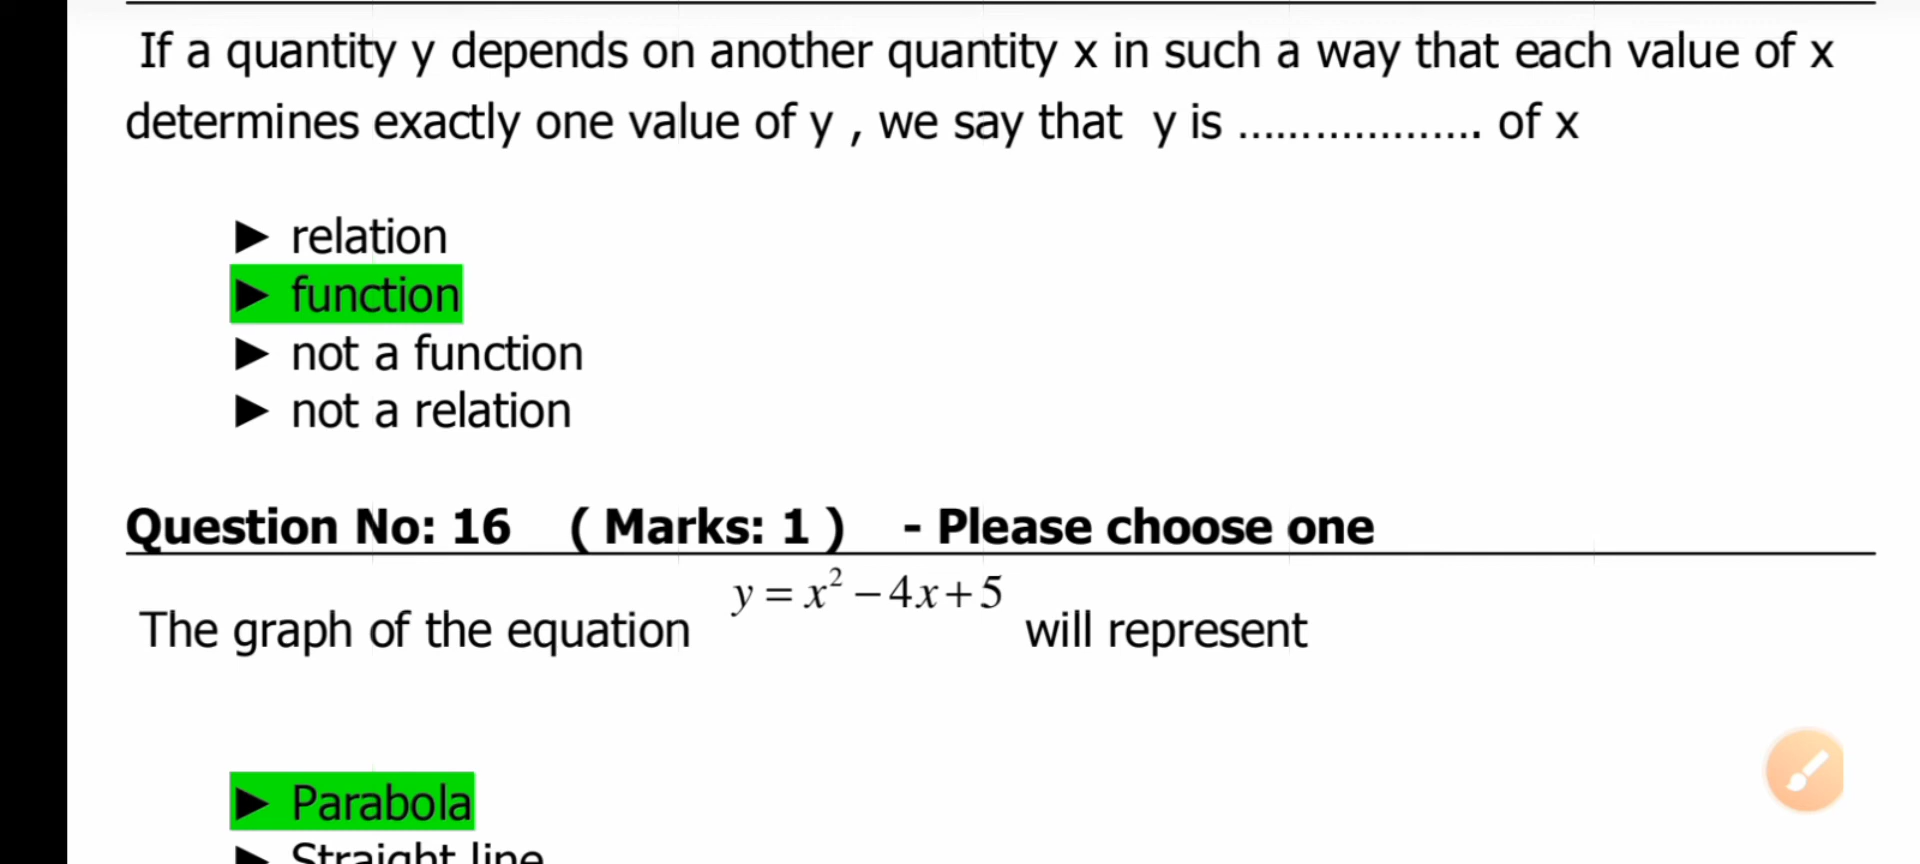 If a quantity y depends on another quantity x in such a way that each value of x
determines exactly one value of y , we say that y is ................... of x
► relation
► function
► not a function
► not a relation
Question No: 16 ( Marks: 1 ) - Please choose one
The graph of the equation y = x² − 4x + 5 will represent
► Parabola
► Straight line